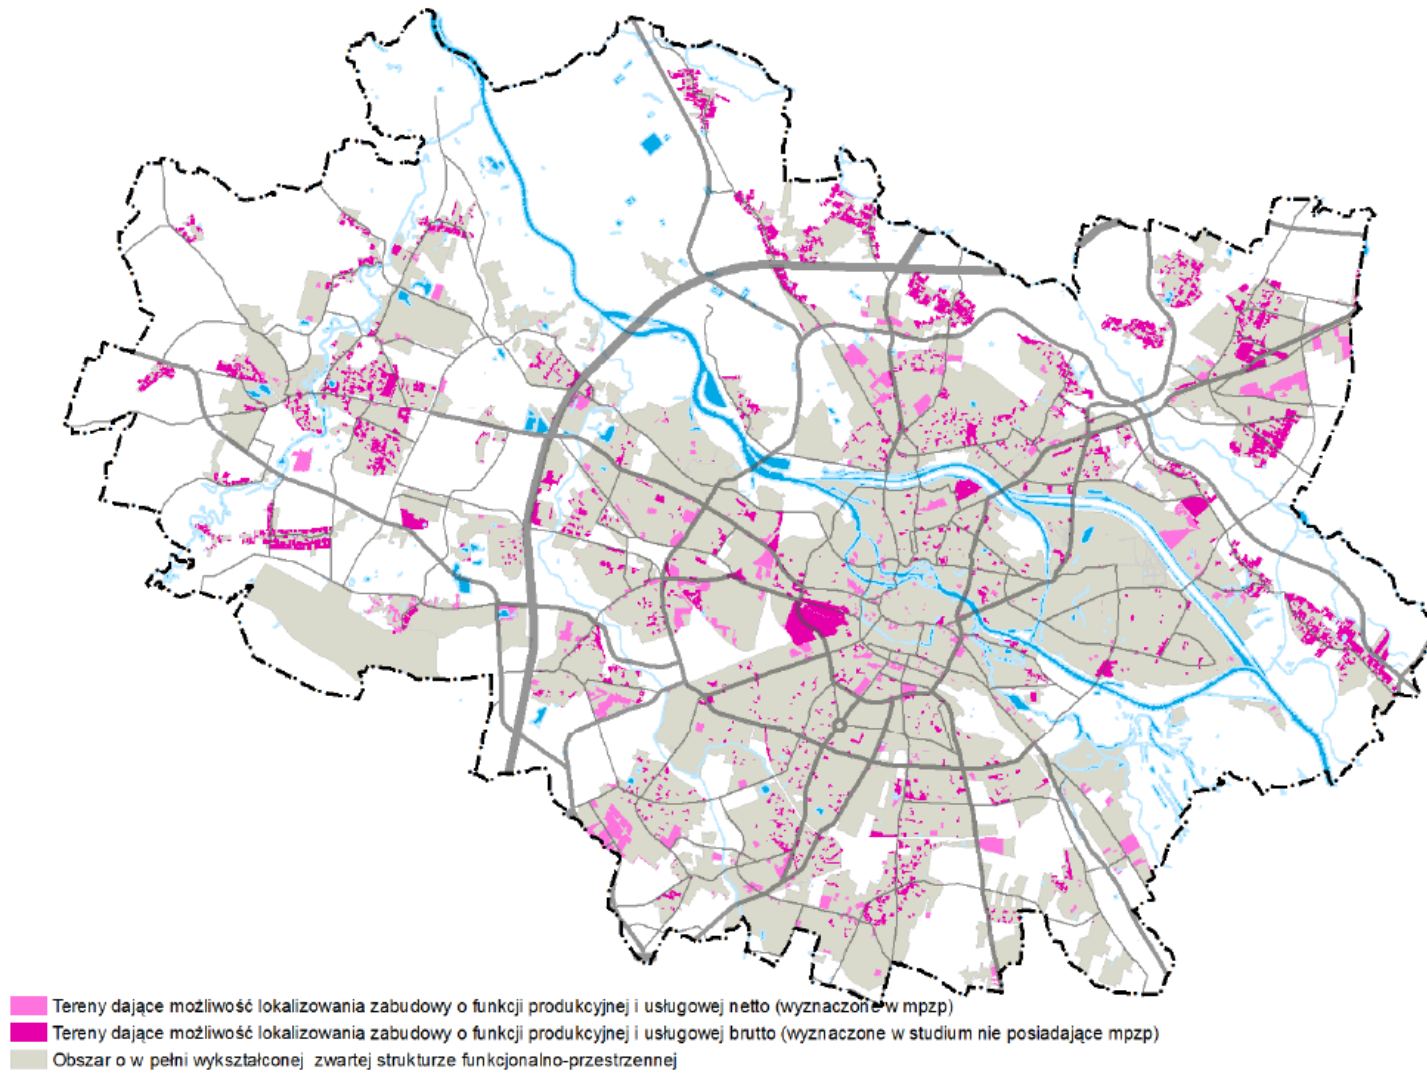 Tereny dające możliwość lokalizowania zabudowy o funkcji produkcyjnej i usługowej netto (wyznaczone w mpzp)
Tereny dające możliwość lokalizowania zabudowy o funkcji produkcyjnej i usługowej brutto (wyznaczone w studium nie posiadające mpzp)
Obszar o w pełni wykształconej zwartej strukturze funkcjonalno-przestrzennej